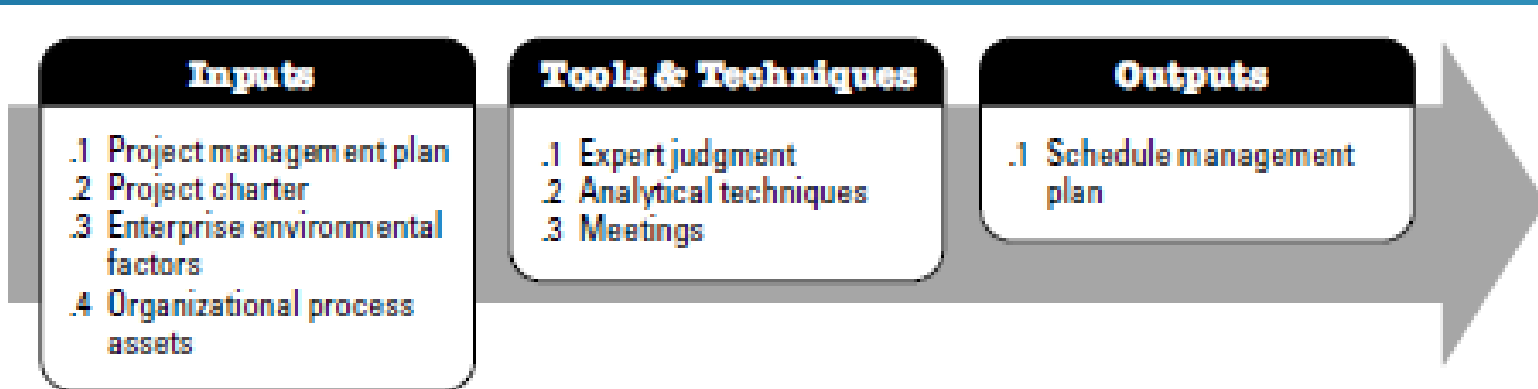 Inputs
.1 Project management plan
.2 Project charter
.3 Enterprise environmental
factors
.4 Organizational process
assets
Tools & Techniques
.1 Expert judgment
.2 Analytical techniques
.3 Meetings
Outputs
.1 Schedule management
plan